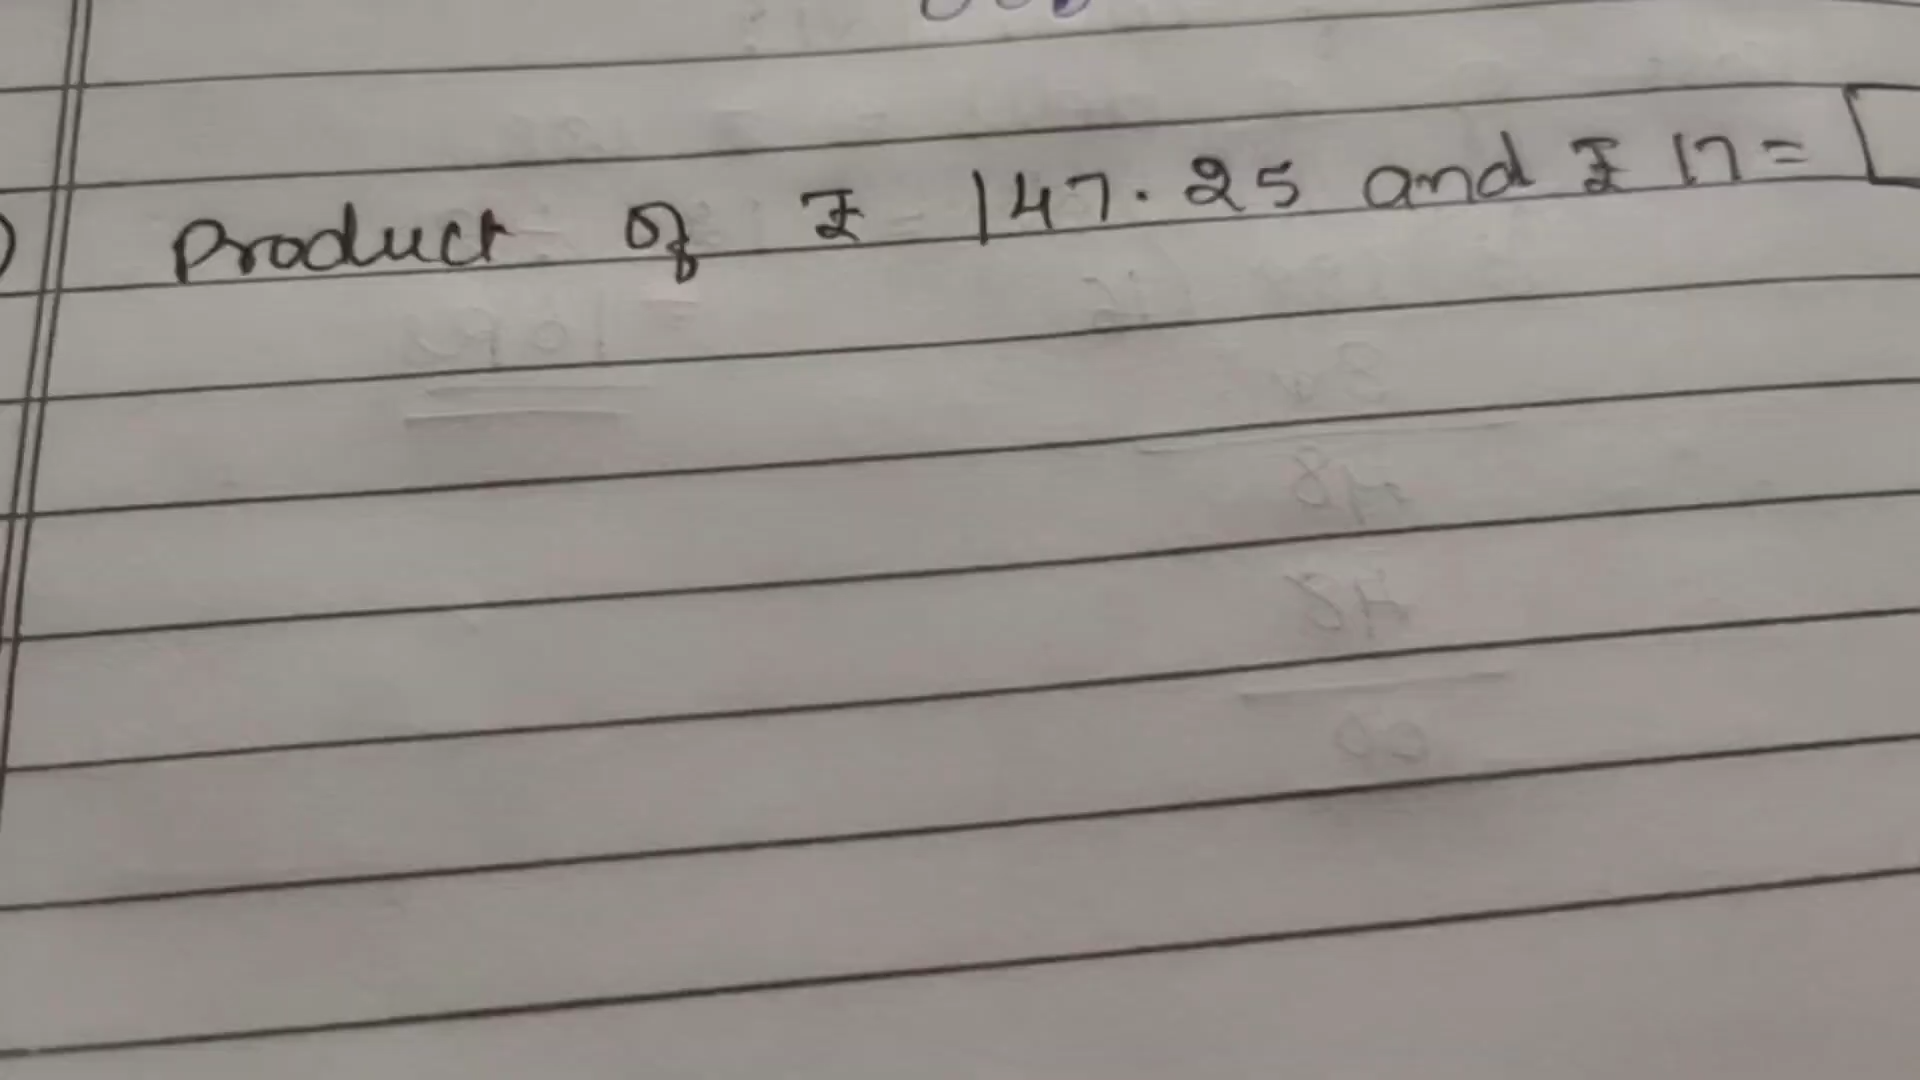 Product of ₹ 147.25 and ₹ 17 =